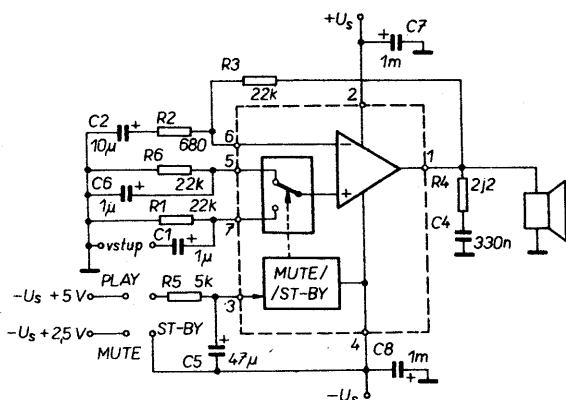 +Us
C7
1m
R3
22k
2
C2
R2
10μ
680
6
R6
5
22k
C6
1μ
R1
22k
7
vstup
C1
1μ
1
R4
2j2
C4
330n
PLAY
-Us +5 V
R5
5k
3
MUTE/
/ST-BY
-Us +2,5 V
ST-BY
MUTE
C5
47μ
4
C8
1m
-Us